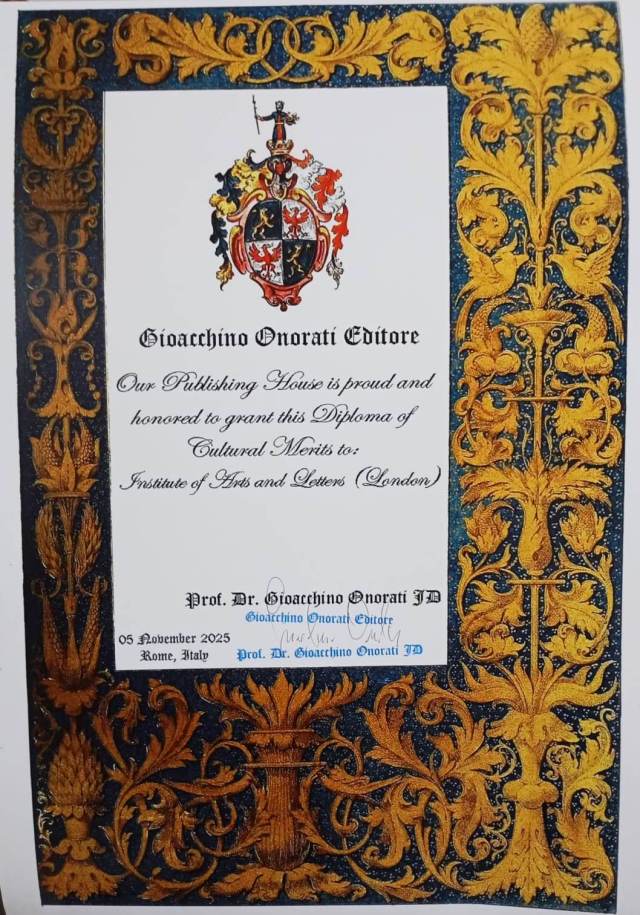 Gioacchino Onorati Editore
Our Publishing House is proud and
honored to grant this Diploma of
Cultural Merits to:
Institute of Arts and Letters (London)
Prof. Dr. Gioacchino Onorati JD
Gioacchino Onorati Editore
05 November 2025
Rome, Italy
Prof. Dr. Gioacchino Onorati JD